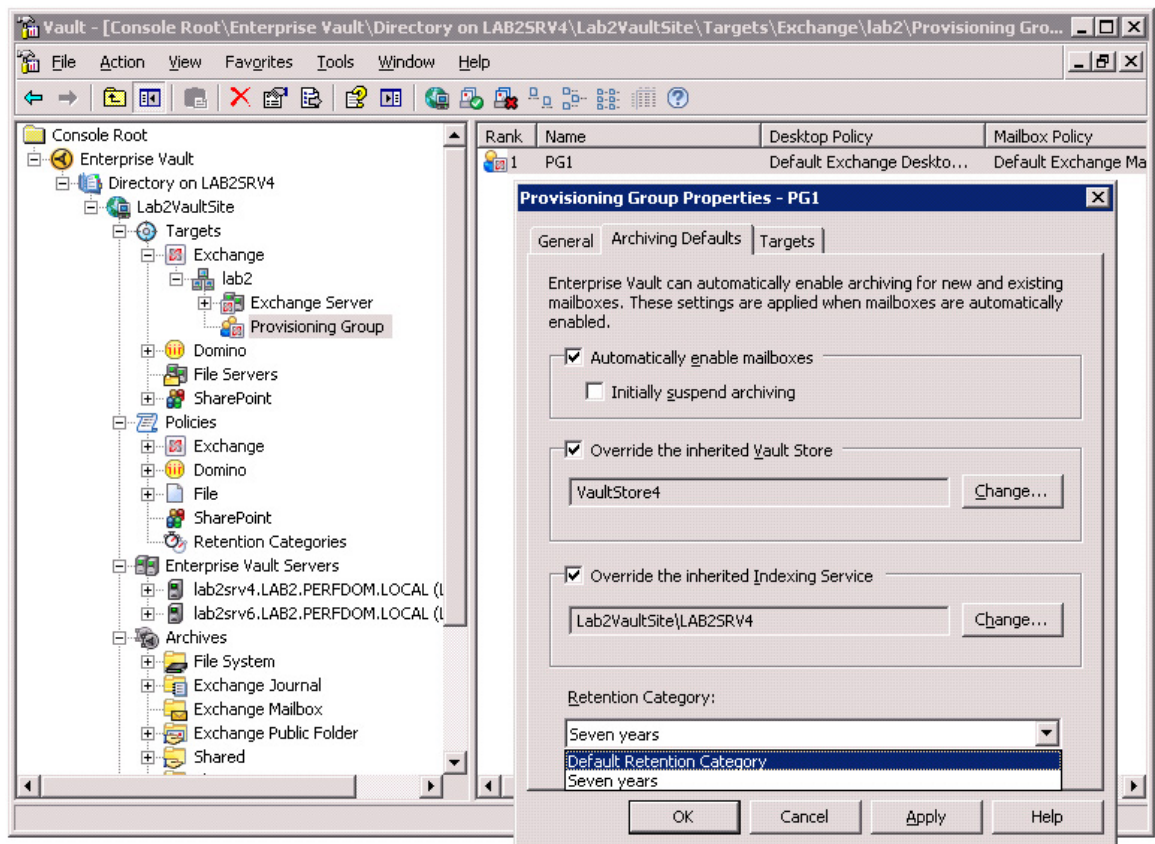 Vault - [Console Root\Enterprise Vault\Directory on LAB2SRV4\Lab2VaultSite\Targets\Exchange\lab2\Provisioning Gro...
File Action View Favorites Tools Window Help
Console Root
Enterprise Vault
Directory on LAB2SRV4
Lab2VaultSite
Targets
Exchange
lab2
Exchange Server
Provisioning Group
Domino
File Servers
SharePoint
Policies
Exchange
Domino
File
SharePoint
Retention Categories
Enterprise Vault Servers
lab2srv4.LAB2.PERFDOM.LOCAL (L
lab2srv6.LAB2.PERFDOM.LOCAL (L
Archives
File System
Exchange Journal
Exchange Mailbox
Exchange Public Folder
Shared
Rank Name Desktop Policy Mailbox Policy
1 PG1 Default Exchange Deskto... Default Exchange Ma
Provisioning Group Properties - PG1
General Archiving Defaults Targets
Enterprise Vault can automatically enable archiving for new and existing
mailboxes. These settings are applied when mailboxes are automatically
enabled.
Automatically enable mailboxes
Initially suspend archiving
Override the inherited Vault Store
VaultStore4 Change...
Override the inherited Indexing Service
Lab2VaultSite\LAB2SRV4 Change...
Retention Category:
Seven years
Default Retention Category
Seven years
OK Cancel Apply Help